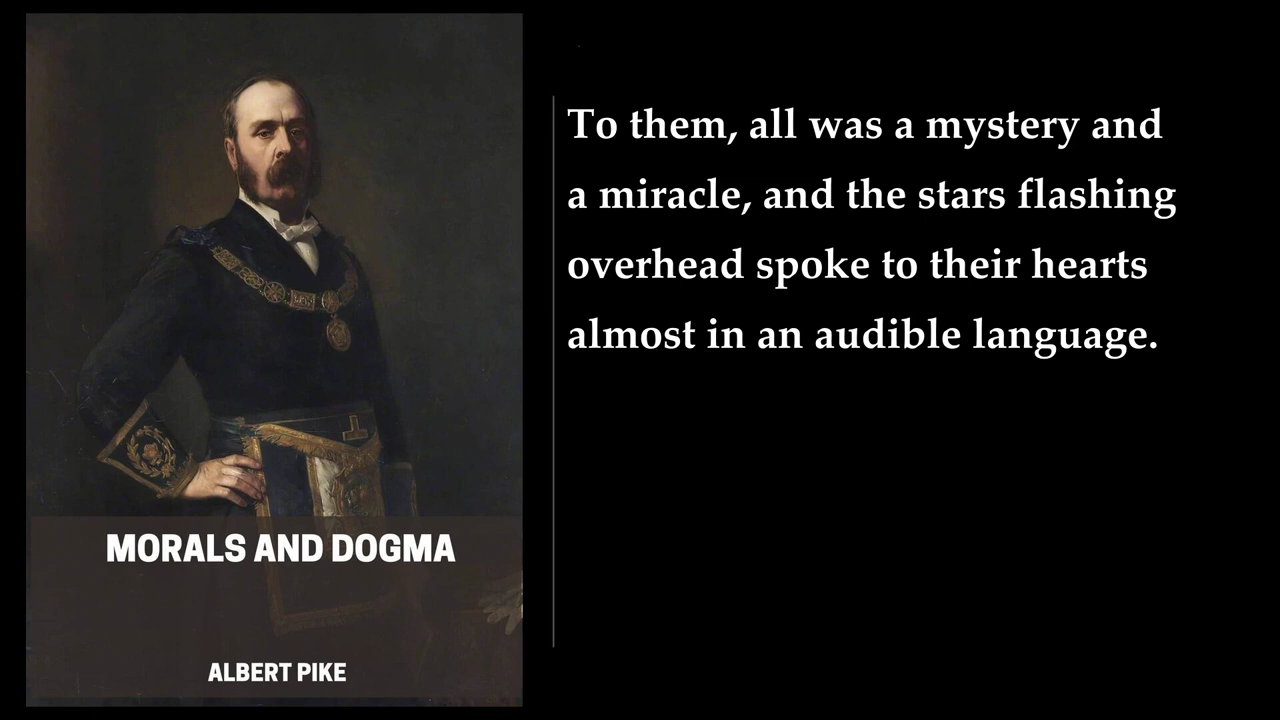 To them, all was a mystery and
a miracle, and the stars flashing
overhead spoke to their hearts
almost in an audible language.
MORALS AND DOGMA
ALBERT PIKE